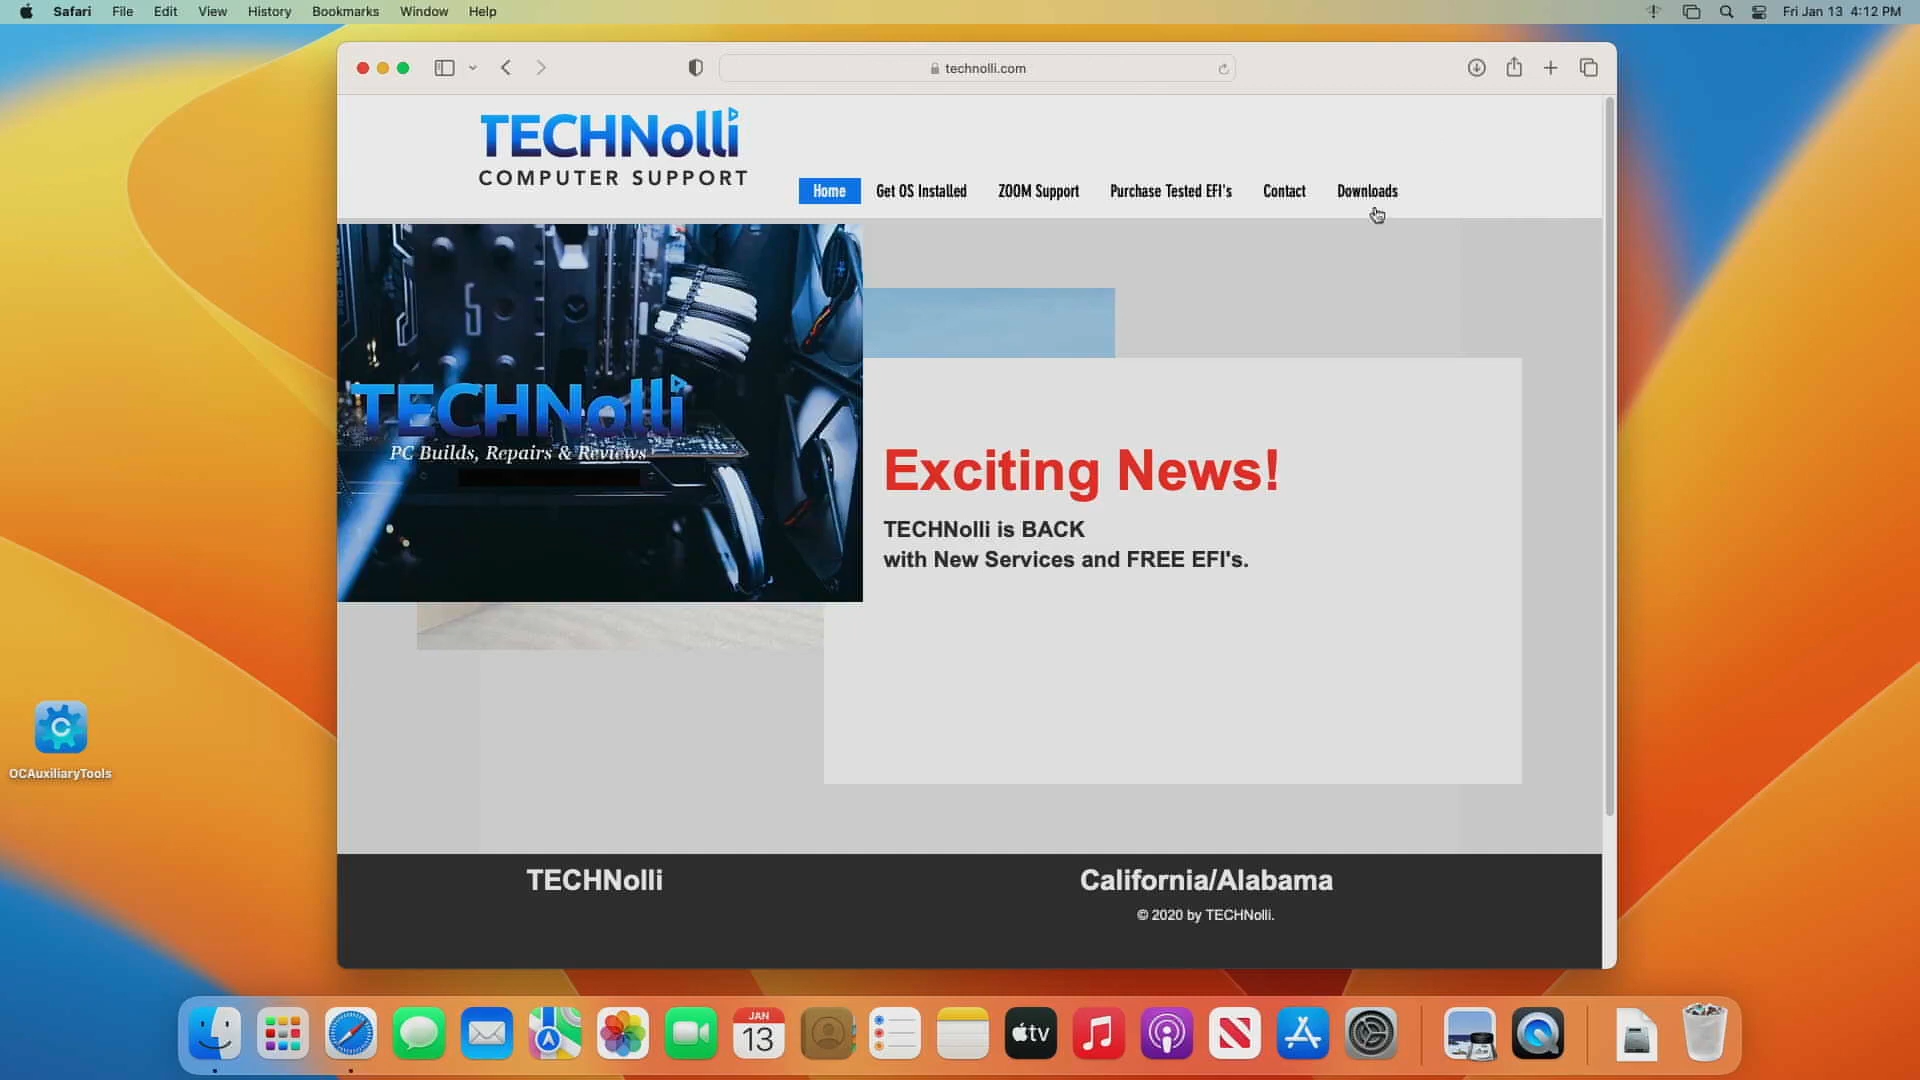 Safari File Edit View History Bookmarks Window Help Fri Jan 13 4:12 PM
technolli.com
TECHNolli
COMPUTER SUPPORT
Home Get OS Installed ZOOM Support Purchase Tested EFI's Contact Downloads
TECHNolli
PC Builds, Repairs & Reviews
Exciting News!
TECHNolli is BACK
with New Services and FREE EFI's.
OCAuxiliaryTools
TECHNolli California/Alabama
© 2020 by TECHNolli.
JAN
13
tv